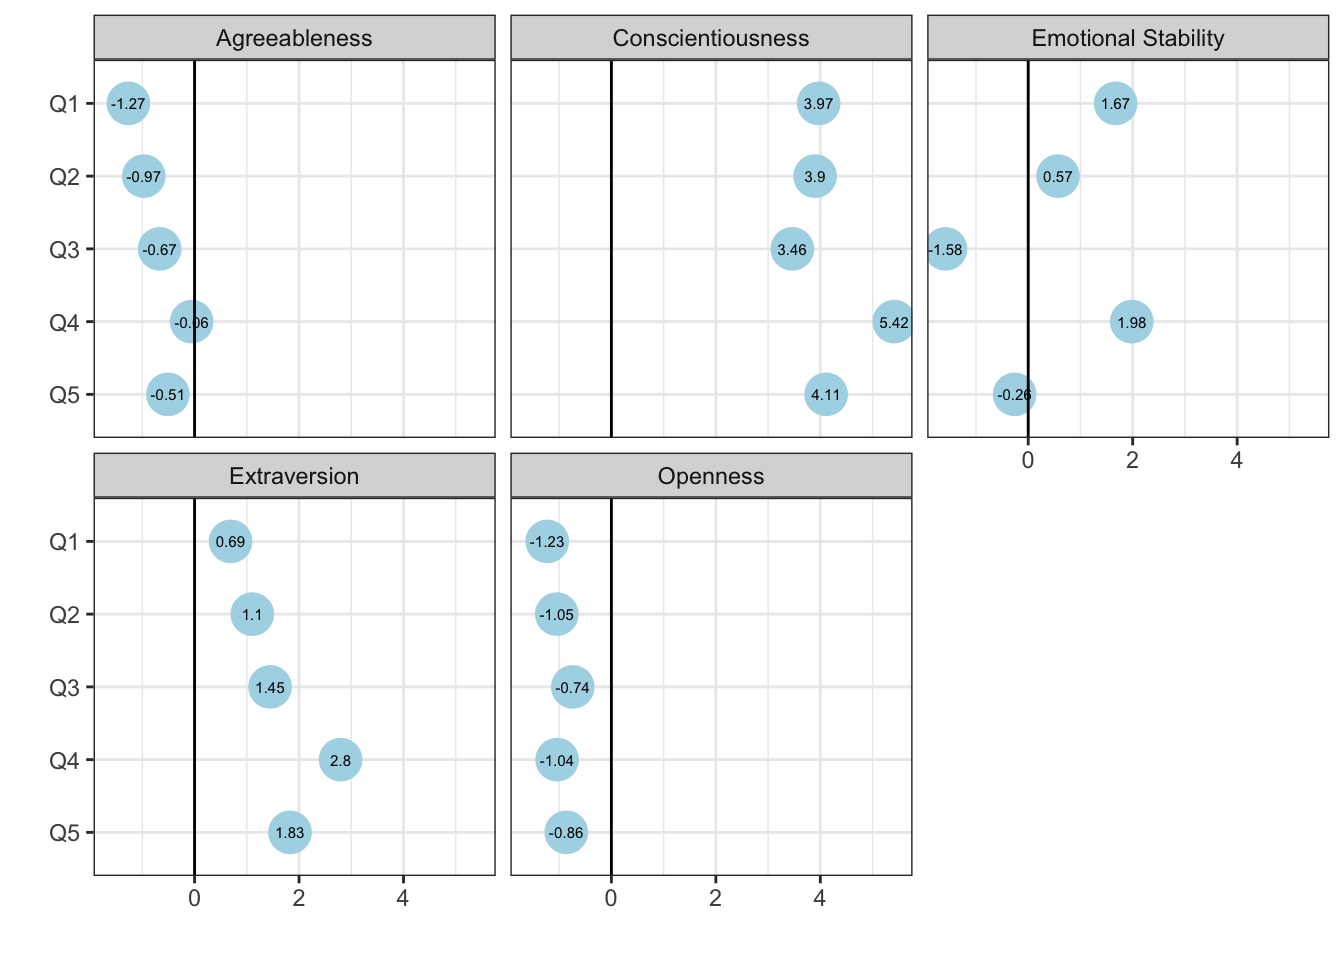 Agreeableness Conscientiousness Emotional Stability
Q1 -1.27 3.97 1.67
Q2 -0.97 3.9 0.57
Q3 -0.67 3.46 -1.58
Q4 -0.06 5.42 1.98
Q5 -0.51 4.11 -0.26
0 2 4
Extraversion Openness
Q1 0.69 -1.23
Q2 1.1 -1.05
Q3 1.45 -0.74
Q4 2.8 -1.04
Q5 1.83 -0.86
0 2 4 0 2 4